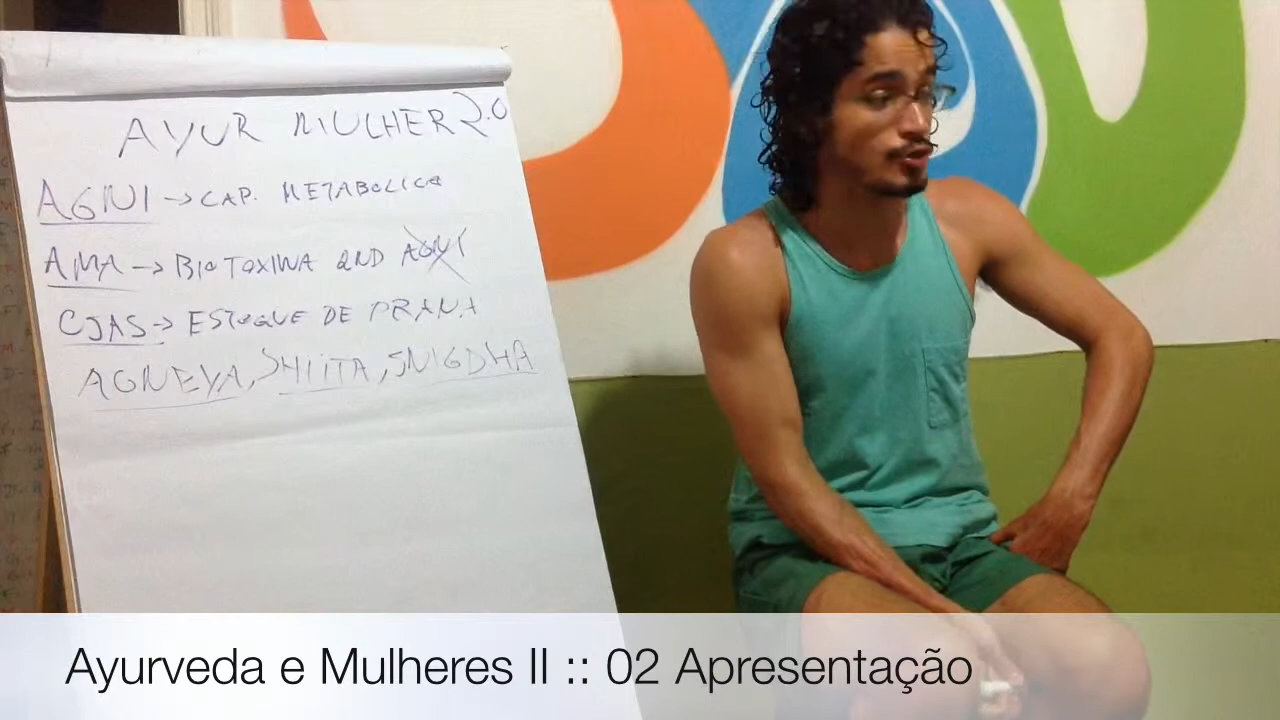 AYUR MULHER 2.0
AGNI → CAP. METABOLICA
AMA → BIOTOXINA QND AGNI
OJAS → ESTOQUE DE PRANA
AGNEYA, SHIITA, SNIGDHA
Ayurveda e Mulheres II :: 02 Apresentação